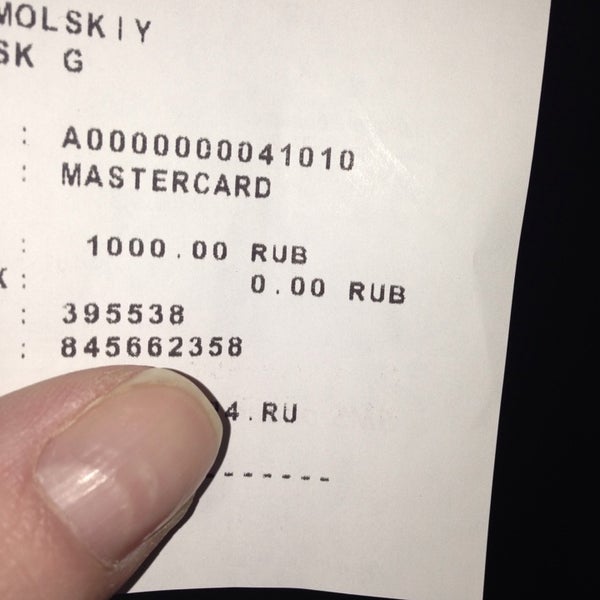 MOLSKIY
SK G
: A0000000041010
: MASTERCARD
: 1000.00 RUB
: 0.00 RUB
: 395538
: 845662358
4.RU
------